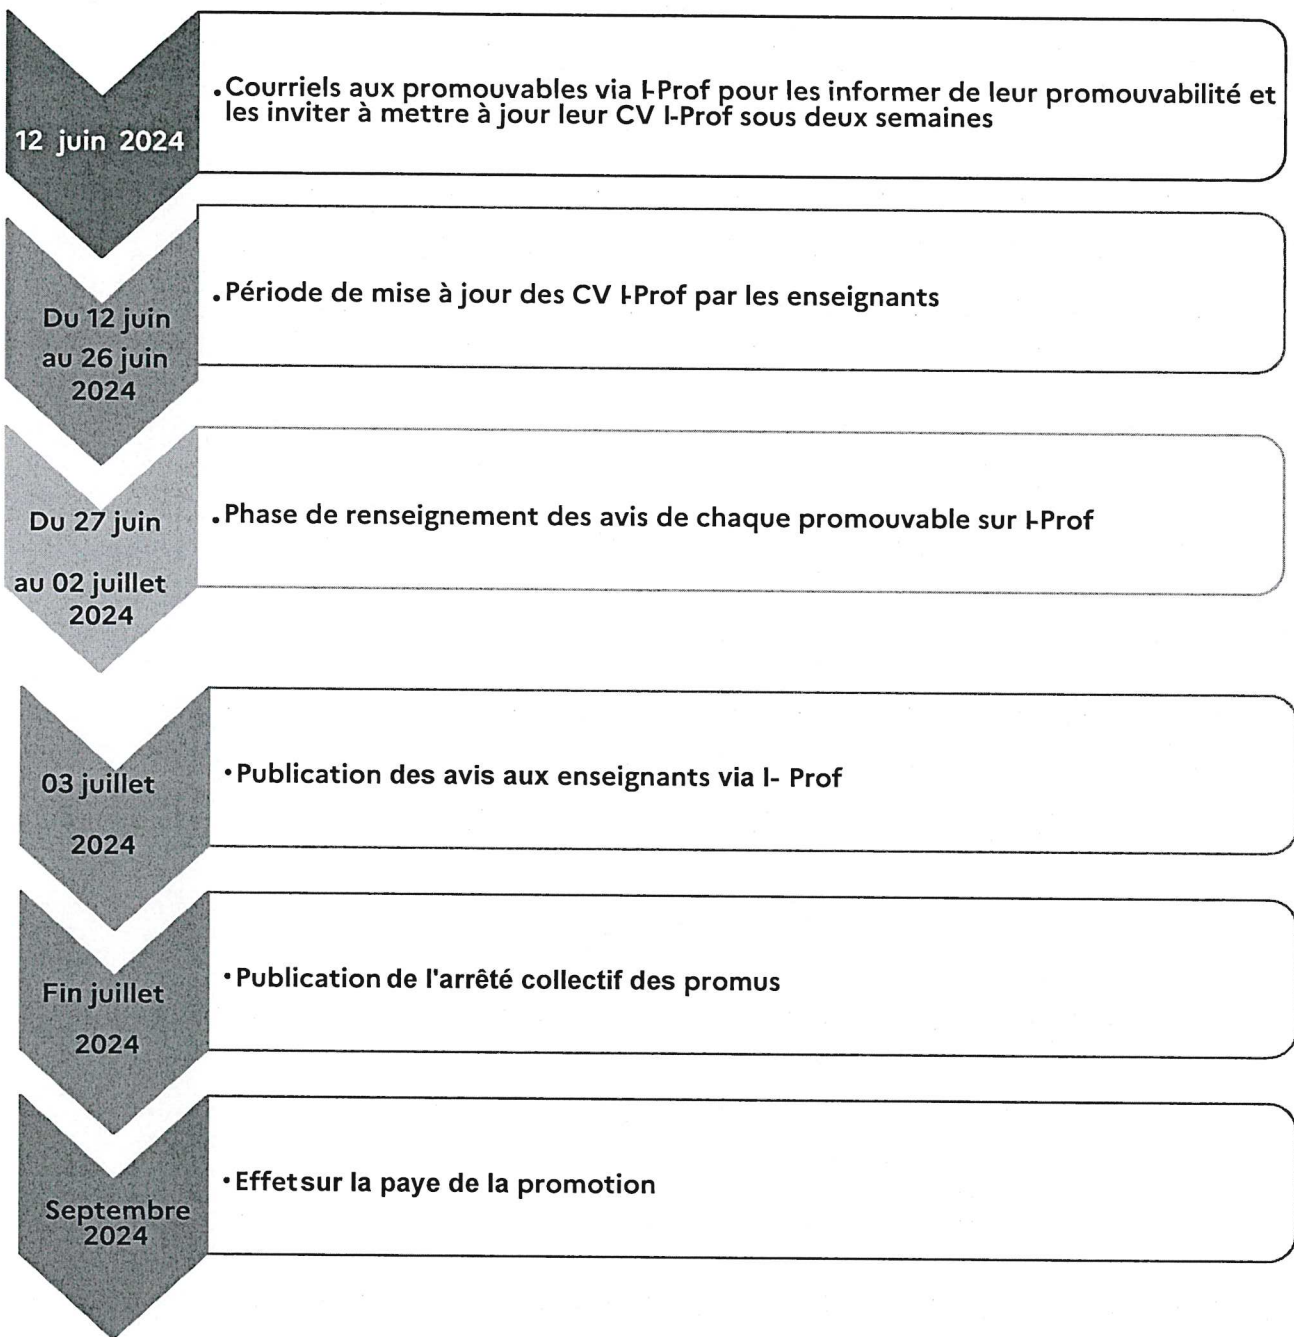 12 juin 2024
. Courriels aux promouvables via I-Prof pour les informer de leur promouvabilité et
les inviter à mettre à jour leur CV I-Prof sous deux semaines
Du 12 juin
au 26 juin
2024
. Période de mise à jour des CV I-Prof par les enseignants
Du 27 juin
au 02 juillet
2024
. Phase de renseignement des avis de chaque promouvable sur I-Prof
03 juillet
2024
• Publication des avis aux enseignants via I- Prof
Fin juillet
2024
• Publication de l'arrêté collectif des promus
Septembre
2024
• Effet sur la paye de la promotion